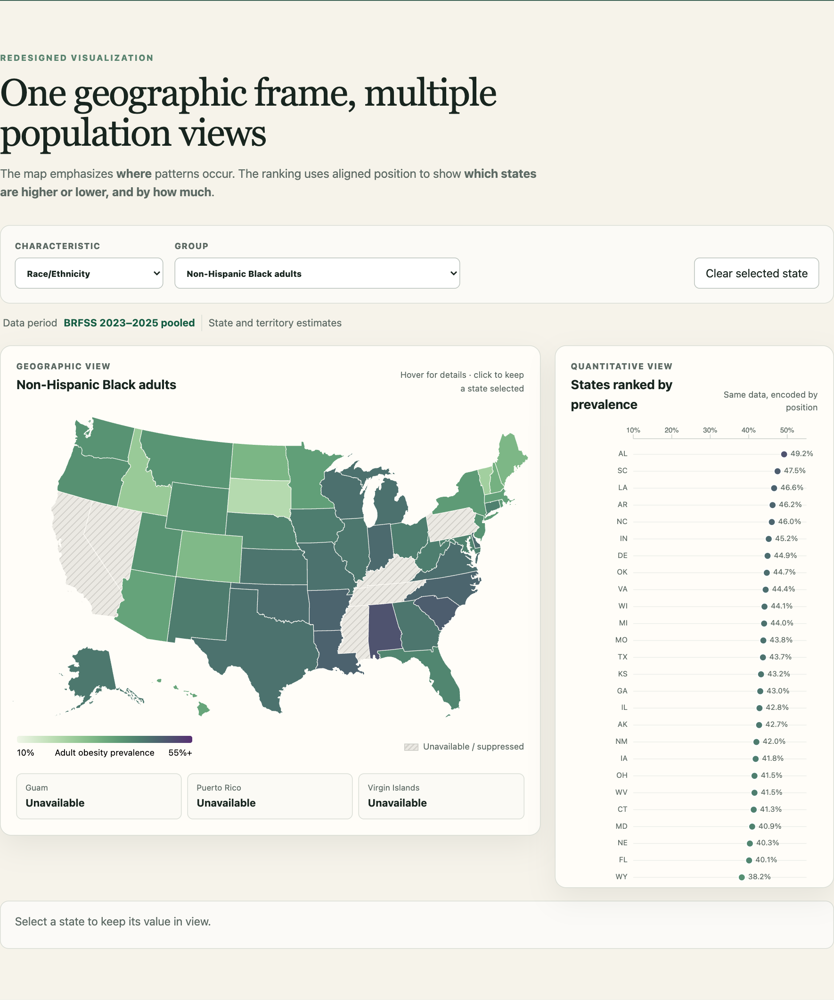 REDESIGNED VISUALIZATION
One geographic frame, multiple
population views
The map emphasizes where patterns occur. The ranking uses aligned position to show which states
are higher or lower, and by how much.
CHARACTERISTIC
GROUP
Race/Ethnicity
Non-Hispanic Black adults
Clear selected state
Data period BRFSS 2023–2025 pooled
State and territory estimates
GEOGRAPHIC VIEW
Non-Hispanic Black adults
Hover for details · click to keep
a state selected
10%
Adult obesity prevalence
55%+
Unavailable / suppressed
Guam
Unavailable
Puerto Rico
Unavailable
Virgin Islands
Unavailable
QUANTITATIVE VIEW
States ranked by
prevalence
Same data, encoded by
position
10% 20% 30% 40% 50%
AL 49.2%
SC 47.5%
LA 46.6%
AR 46.2%
NC 46.0%
IN 45.2%
DE 44.9%
OK 44.7%
VA 44.4%
WI 44.1%
MI 44.0%
MO 43.8%
TX 43.7%
KS 43.2%
GA 43.0%
IL 42.8%
AK 42.7%
NM 42.0%
IA 41.8%
OH 41.5%
WV 41.5%
CT 41.3%
MD 40.9%
NE 40.3%
FL 40.1%
WY 38.2%
Select a state to keep its value in view.